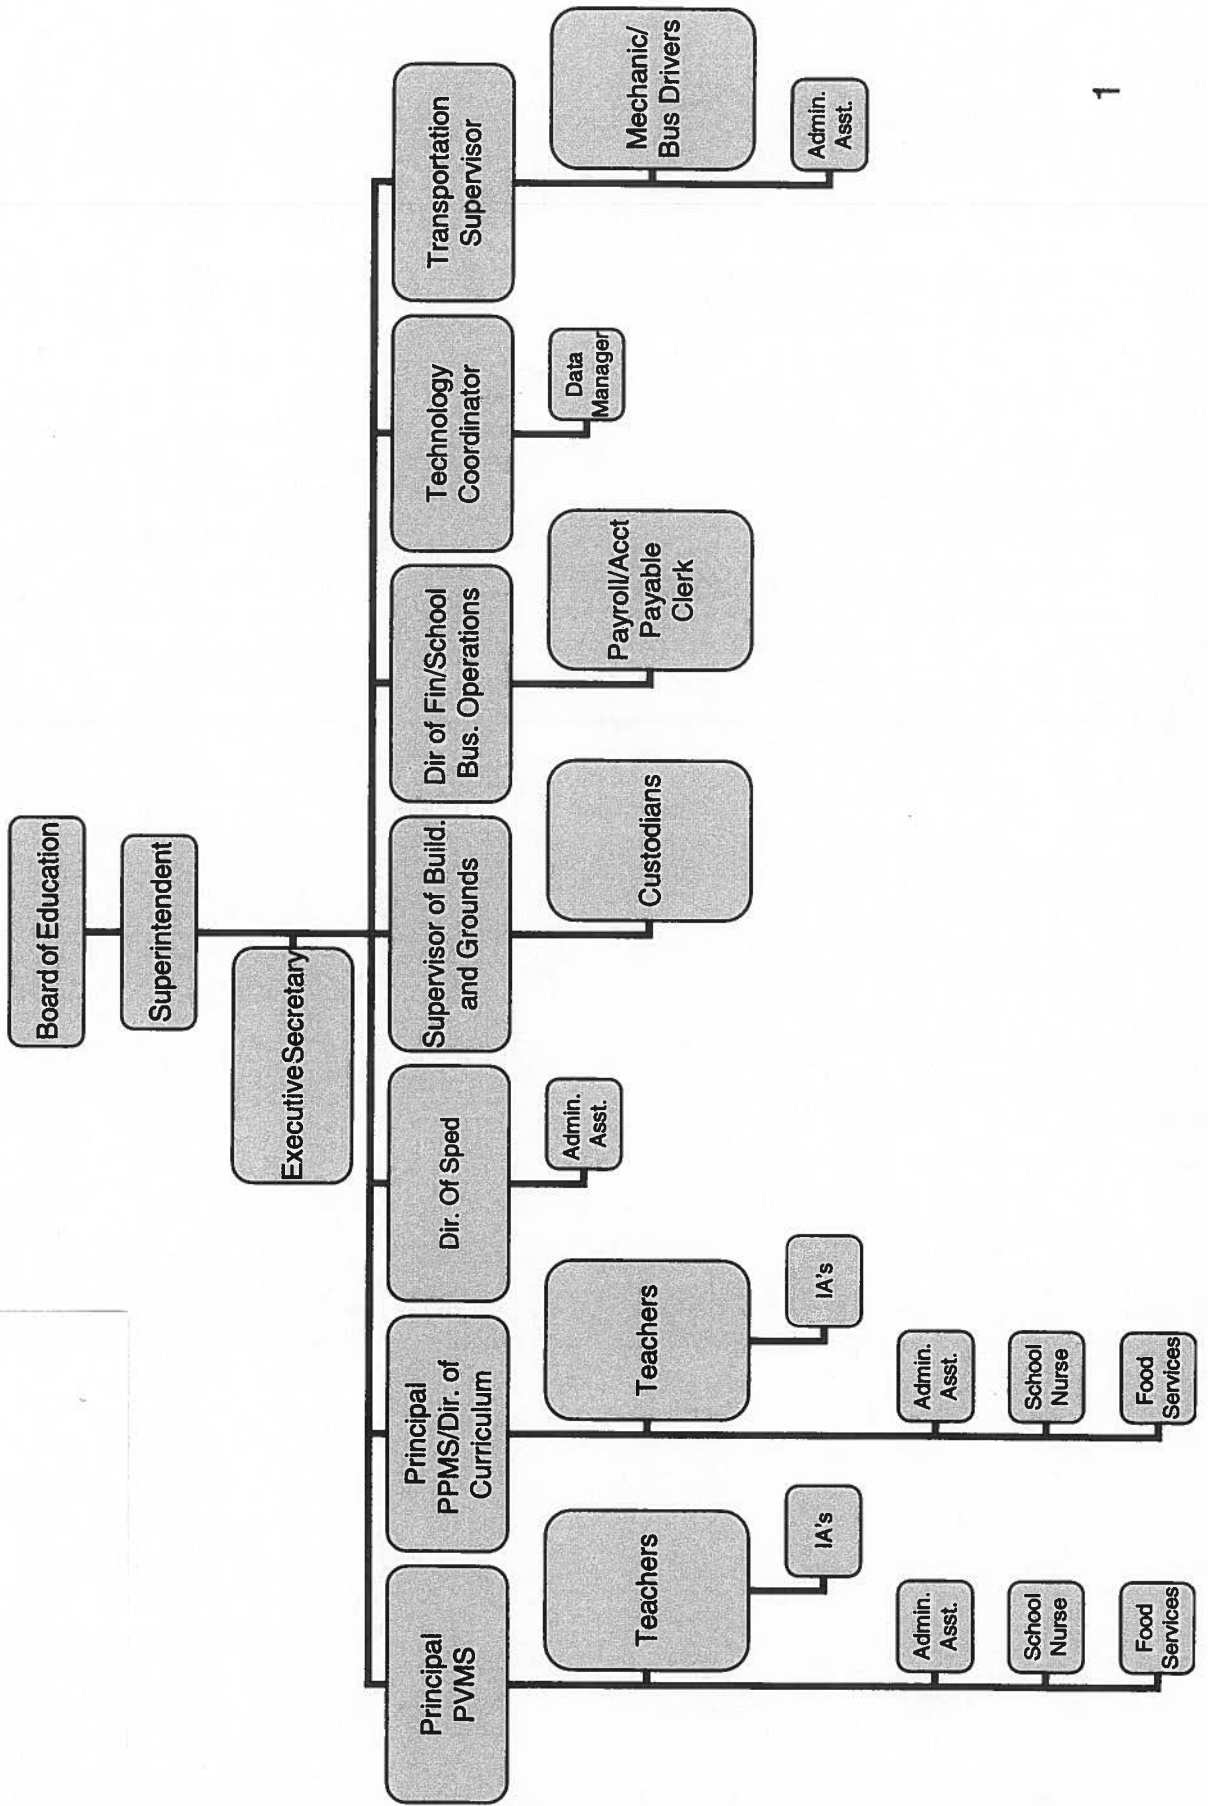 Board of Education
Superintendent
ExecutiveSecretary
Principal
PVMS
Principal
PPMS/Dir. of
Curriculum
Dir. Of Sped
Supervisor of Build.
and Grounds
Dir of Fin/School
Bus. Operations
Technology
Coordinator
Transportation
Supervisor
Teachers
IA's
Admin.
Asst.
School
Nurse
Food
Services
Teachers
IA's
Admin.
Asst.
School
Nurse
Food
Services
Admin.
Asst.
Custodians
Payroll/Acct
Payable
Clerk
Data
Manager
Mechanic/
Bus Drivers
Admin.
Asst.
1